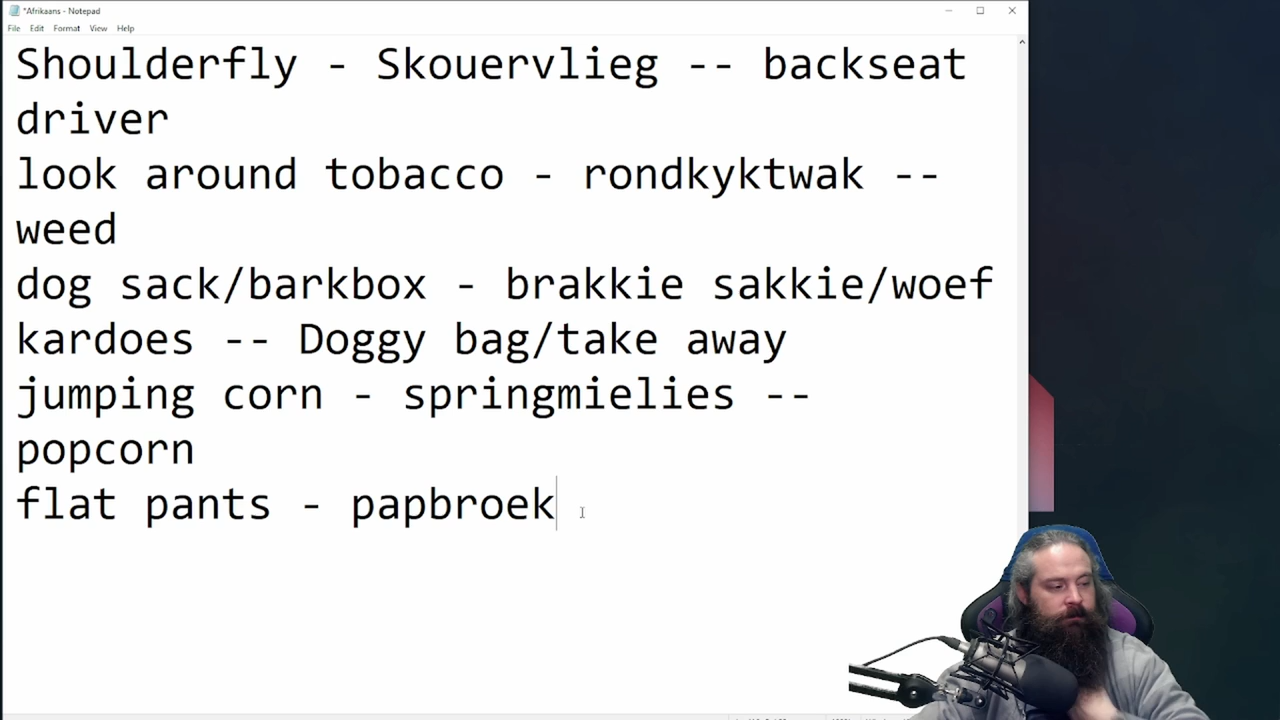 *Afrikaans - Notepad
File Edit Format View Help
Shoulderfly - Skouervlieg -- backseat
driver
look around tobacco - rondkyktwak --
weed
dog sack/barkbox - brakkie sakkie/woef
kardoes -- Doggy bag/take away
jumping corn - springmielies --
popcorn
flat pants - papbroek